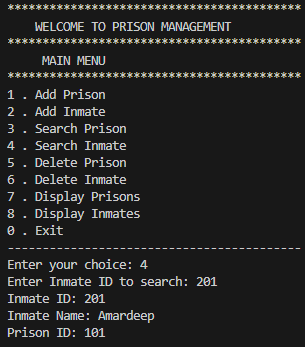 ******************************************
WELCOME TO PRISON MANAGEMENT
******************************************
MAIN MENU
******************************************
1 . Add Prison
2 . Add Inmate
3 . Search Prison
4 . Search Inmate
5 . Delete Prison
6 . Delete Inmate
7 . Display Prisons
8 . Display Inmates
0 . Exit
------------------------------------------
Enter your choice: 4
Enter Inmate ID to search: 201
Inmate ID: 201
Inmate Name: Amardeep
Prison ID: 101